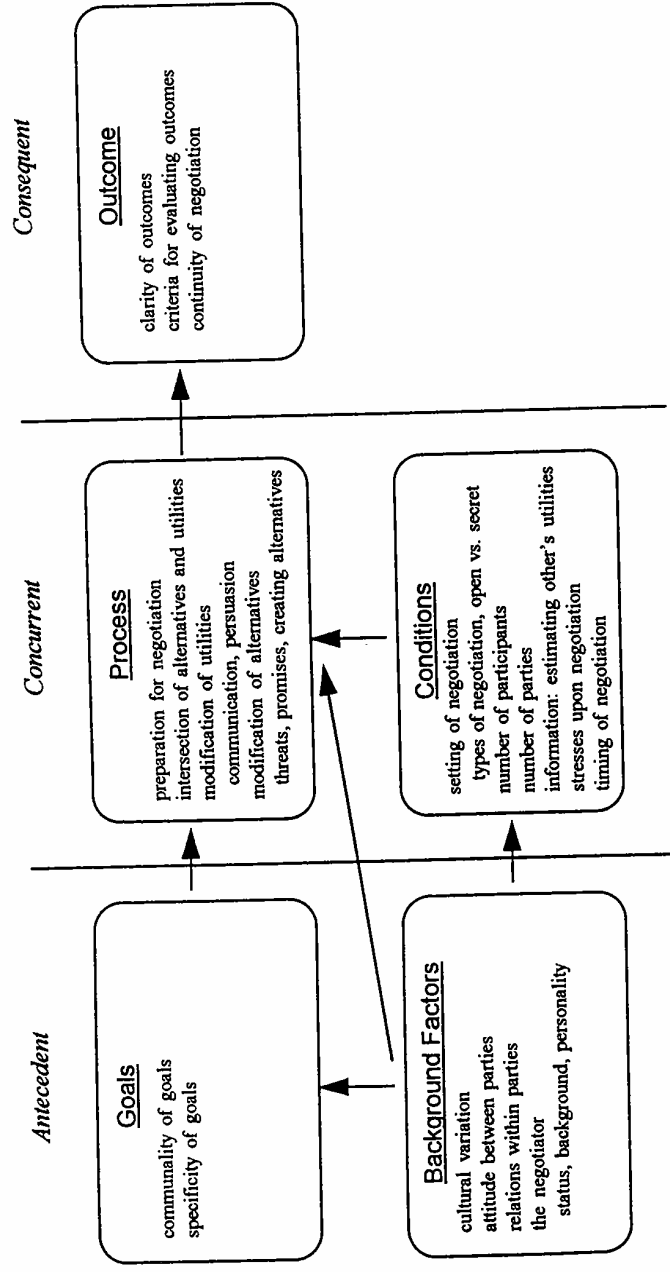 Antecedent
Concurrent
Consequent
Goals
communality of goals
specificity of goals
Background Factors
cultural variation
attitude between parties
relations within parties
the negotiator
status, background, personality
Process
preparation for negotiation
intersection of alternatives and utilities
modification of utilities
communication, persuasion
modification of alternatives
threats, promises, creating alternatives
Conditions
setting of negotiation
types of negotiation, open vs. secret
number of participants
number of parties
information: estimating other's utilities
stresses upon negotiation
timing of negotiation
Outcome
clarity of outcomes
criteria for evaluating outcomes
continuity of negotiation